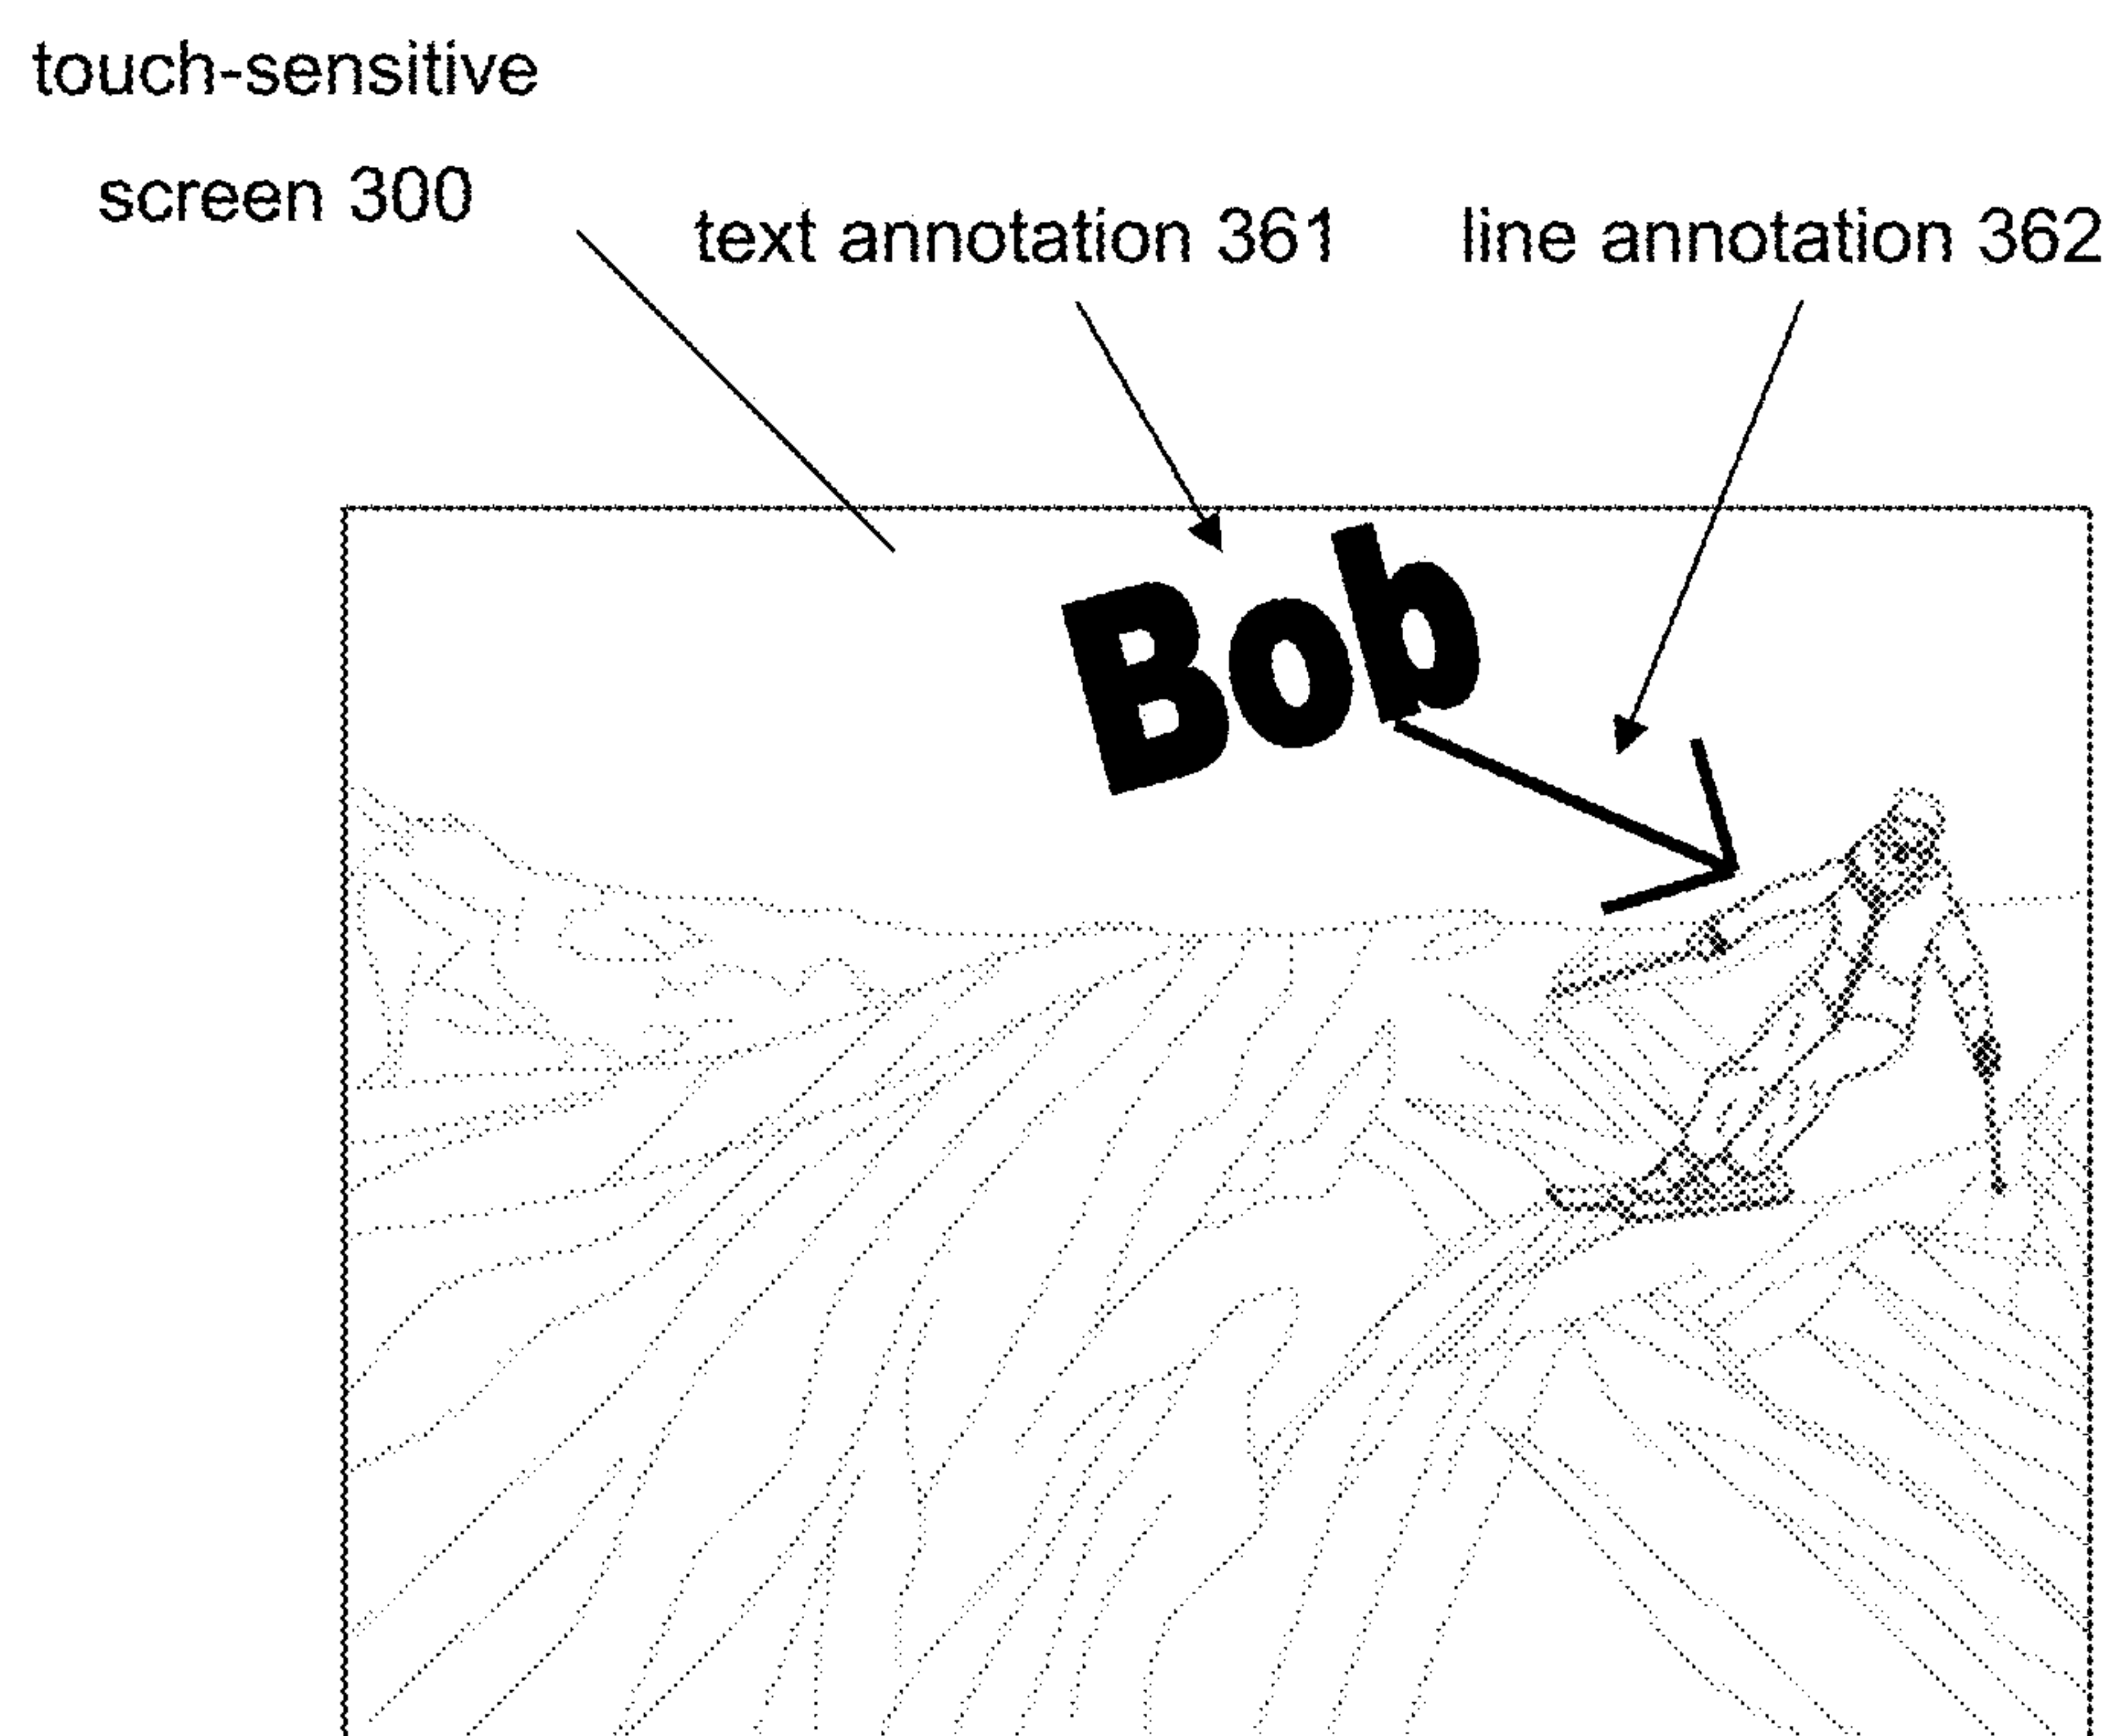 touch-sensitive
screen 300
text annotation 361
line annotation 362
Bob